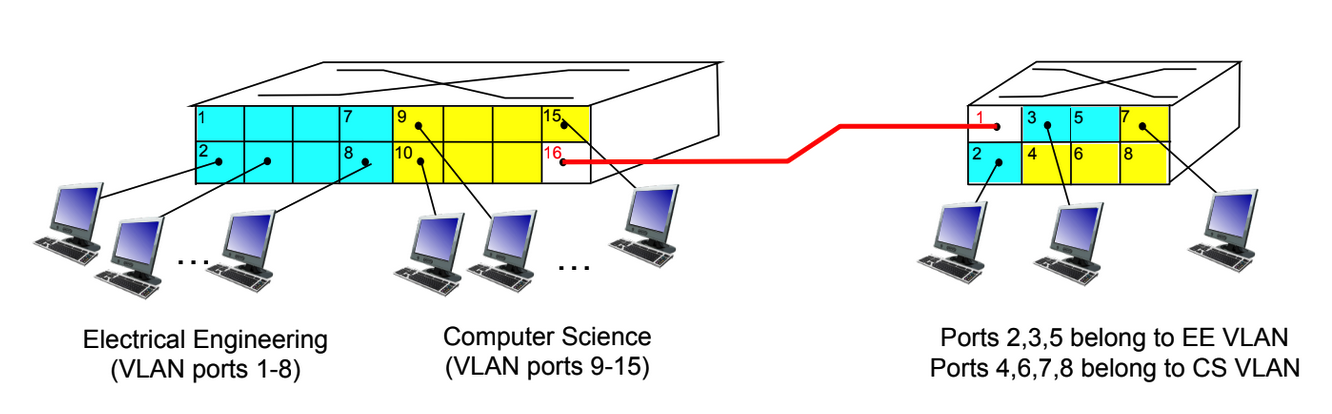 1 7 9 15
2 8 10 16
1 3 5 7
2 4 6 8
... ...
Electrical Engineering
(VLAN ports 1-8)
Computer Science
(VLAN ports 9-15)
Ports 2,3,5 belong to EE VLAN
Ports 4,6,7,8 belong to CS VLAN